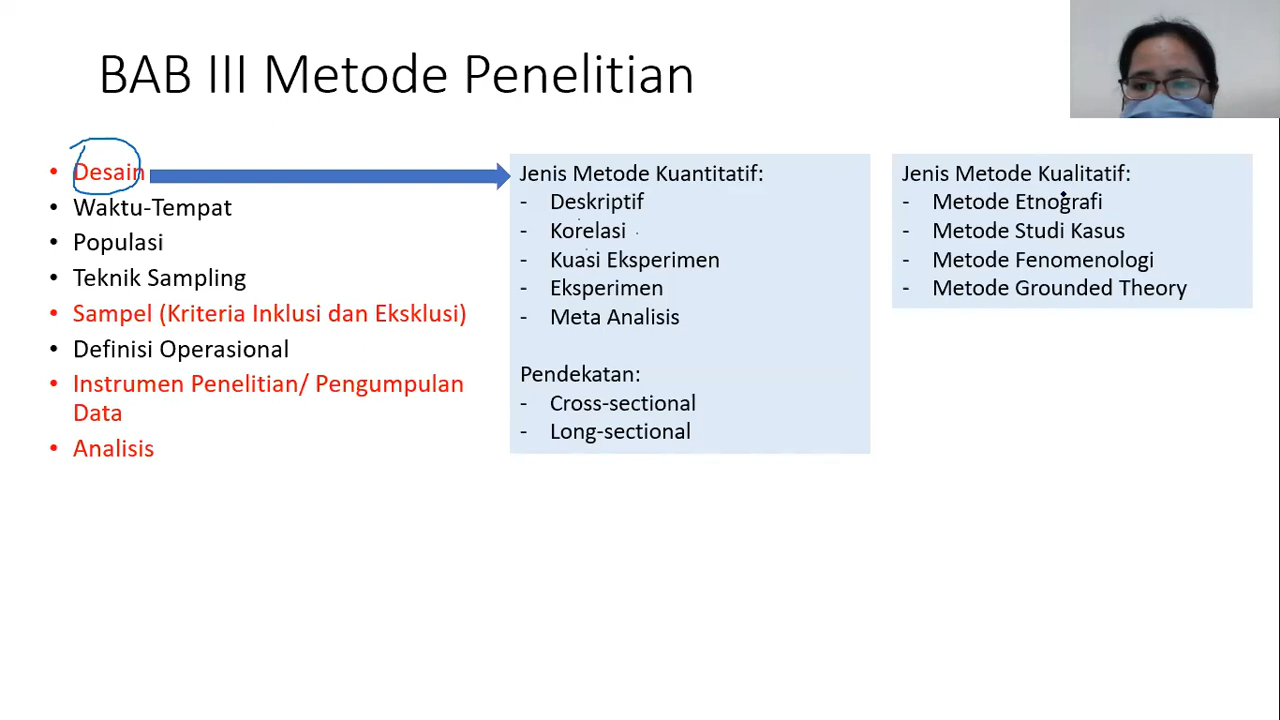 BAB III Metode Penelitian
• Desain
• Waktu-Tempat
• Populasi
• Teknik Sampling
• Sampel (Kriteria Inklusi dan Eksklusi)
• Definisi Operasional
• Instrumen Penelitian/ Pengumpulan
Data
• Analisis
Jenis Metode Kuantitatif:
- Deskriptif
- Korelasi
- Kuasi Eksperimen
- Eksperimen
- Meta Analisis
Pendekatan:
- Cross-sectional
- Long-sectional
Jenis Metode Kualitatif:
- Metode Etnografi
- Metode Studi Kasus
- Metode Fenomenologi
- Metode Grounded Theory